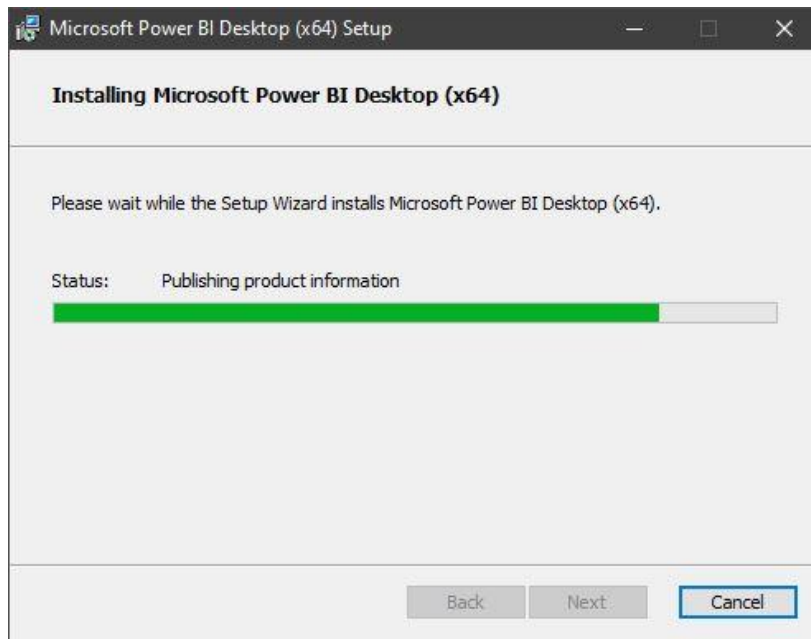 Microsoft Power BI Desktop (x64) Setup
Installing Microsoft Power BI Desktop (x64)
Please wait while the Setup Wizard installs Microsoft Power BI Desktop (x64).
Status: Publishing product information
Back Next Cancel